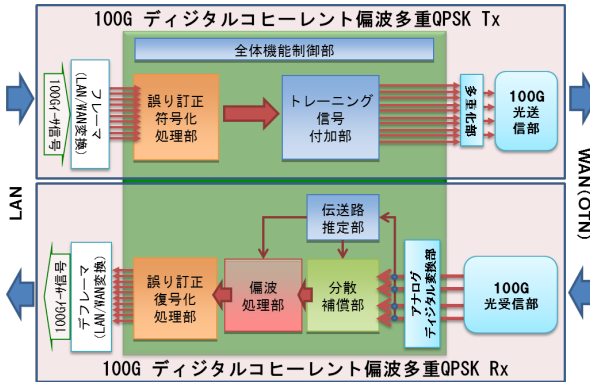 100G ディジタルコヒーレント偏波多重QPSK Tx
全体機能制御部
100Gイーサ信号
フレーマ
(LAN/WAN変換)
誤り訂正
符号化
処理部
トレーニング
信号
付加部
多重化部
100G
光送
信部
LAN
WAN(OTN)
伝送路
推定部
100Gイーサ信号
デフレーマ
(LAN/WAN変換)
誤り訂正
復号化
処理部
偏波
処理部
分散
補償部
アナログ
ディジタル変換部
100G
光受信部
100G ディジタルコヒーレント偏波多重QPSK Rx